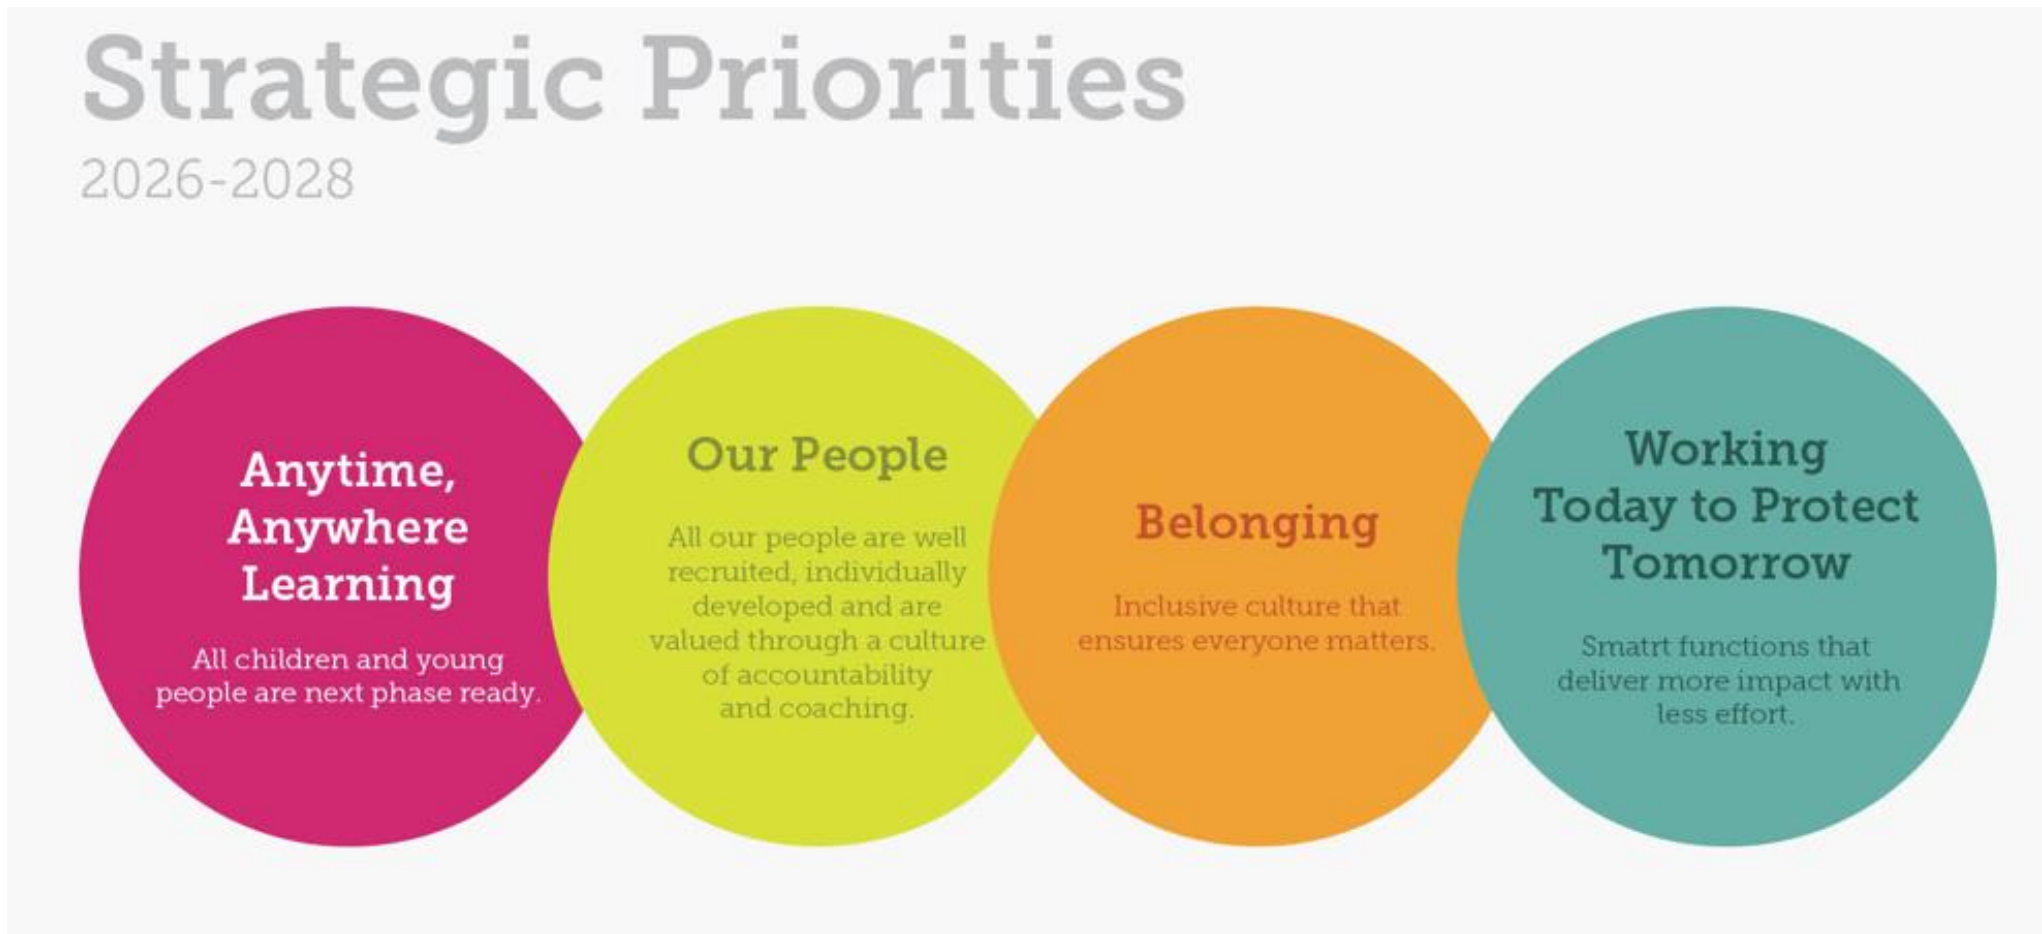 Strategic Priorities
2026-2028
Anytime,
Anywhere
Learning
All children and young
people are next phase ready.
Our People
All our people are well
recruited, individually
developed and are
valued through a culture
of accountability
and coaching.
Belonging
Inclusive culture that
ensures everyone matters.
Working
Today to Protect
Tomorrow
Smatrt functions that
deliver more impact with
less effort.